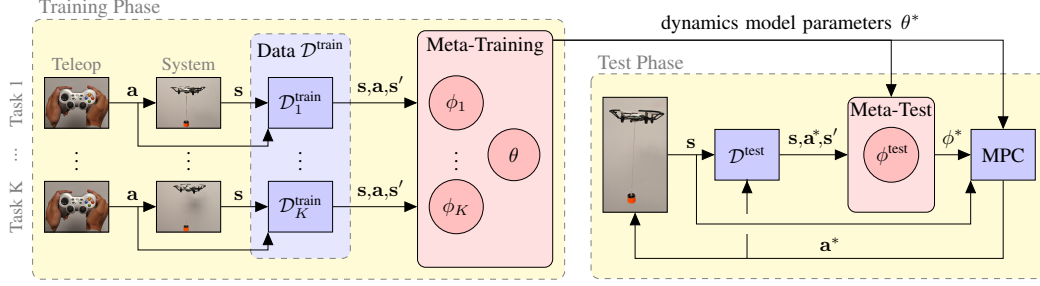 Training Phase
dynamics model parameters θ*
Teleop
System
Data 𝒟^train
Meta-Training
Test Phase
Task 1
a
s
𝒟_1^train
s,a,s′
ϕ_1
Meta-Test
...
⋮
⋮
⋮
⋮
θ
s
𝒟^test
s,a*,s′
ϕ^test
ϕ*
MPC
Task K
a
s
𝒟_K^train
s,a,s′
ϕ_K
a*